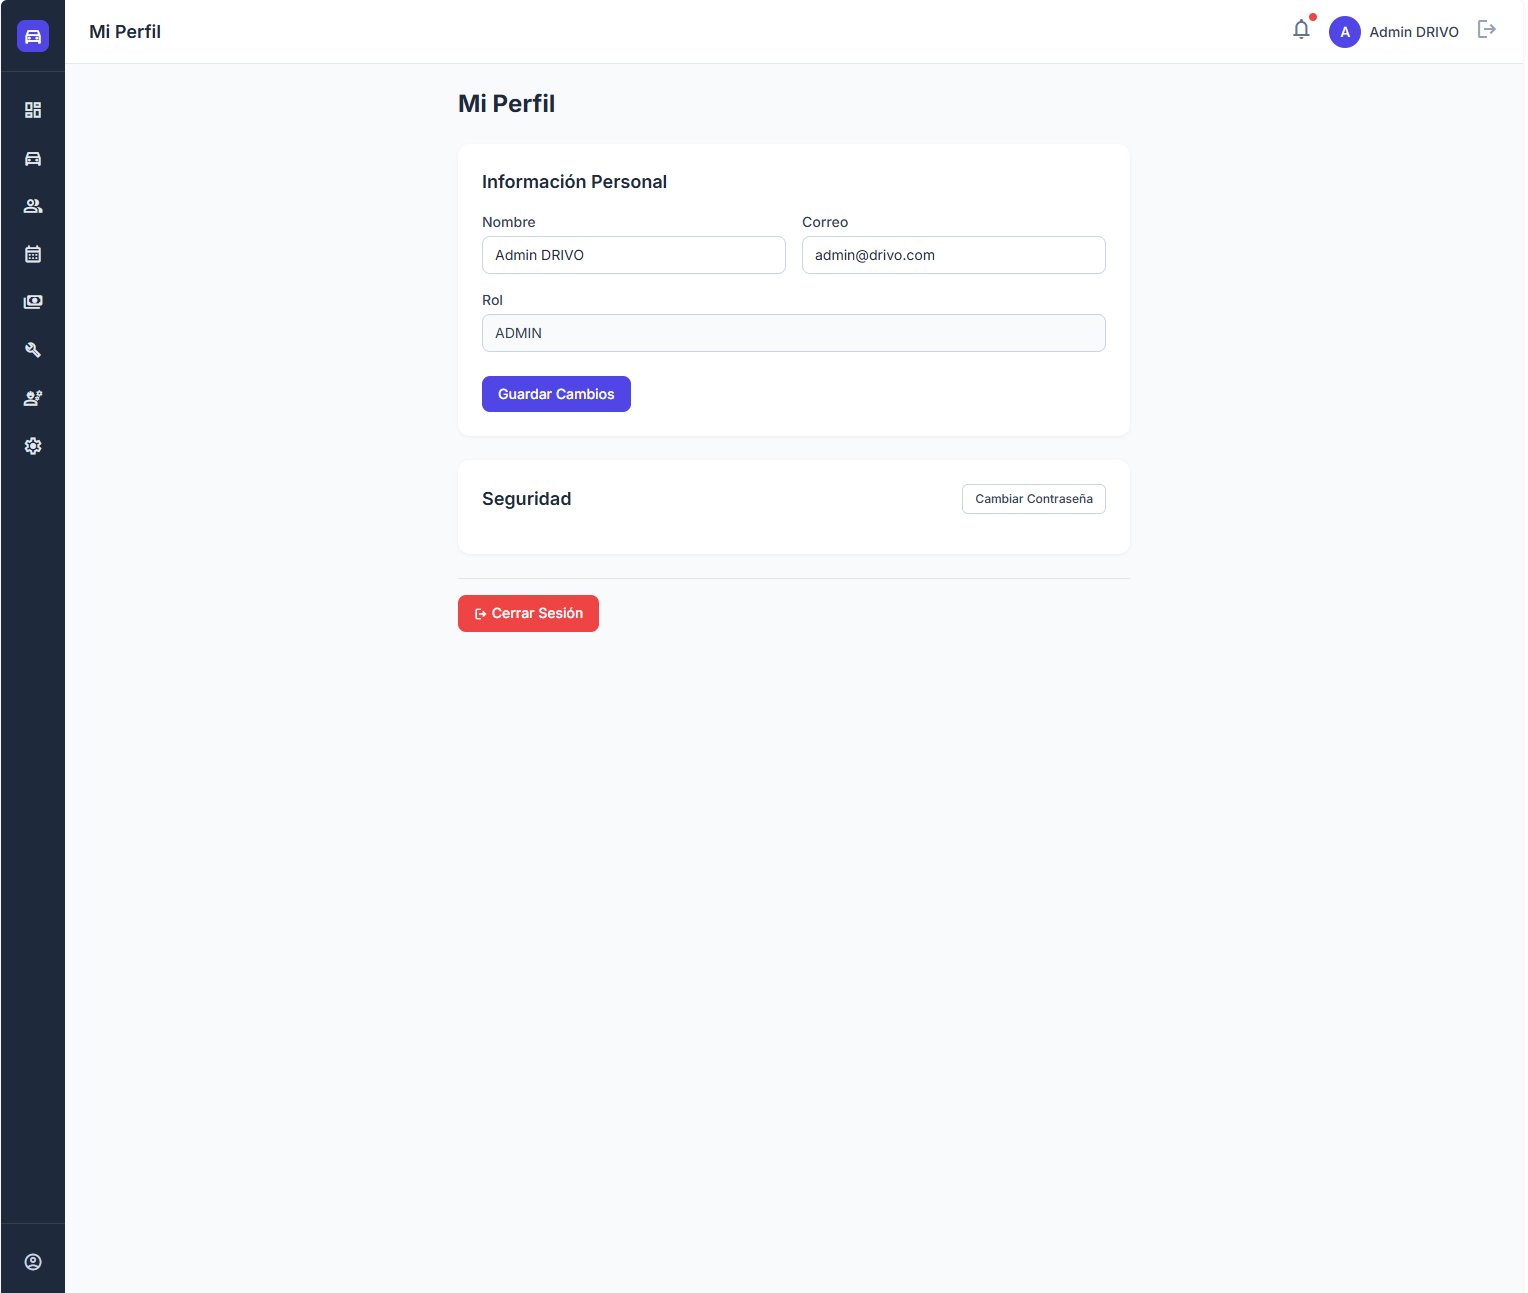 Mi Perfil
A Admin DRIVO
Mi Perfil
Información Personal
Nombre Correo
Admin DRIVO admin@drivo.com
Rol
ADMIN
Guardar Cambios
Seguridad Cambiar Contraseña
Cerrar Sesión